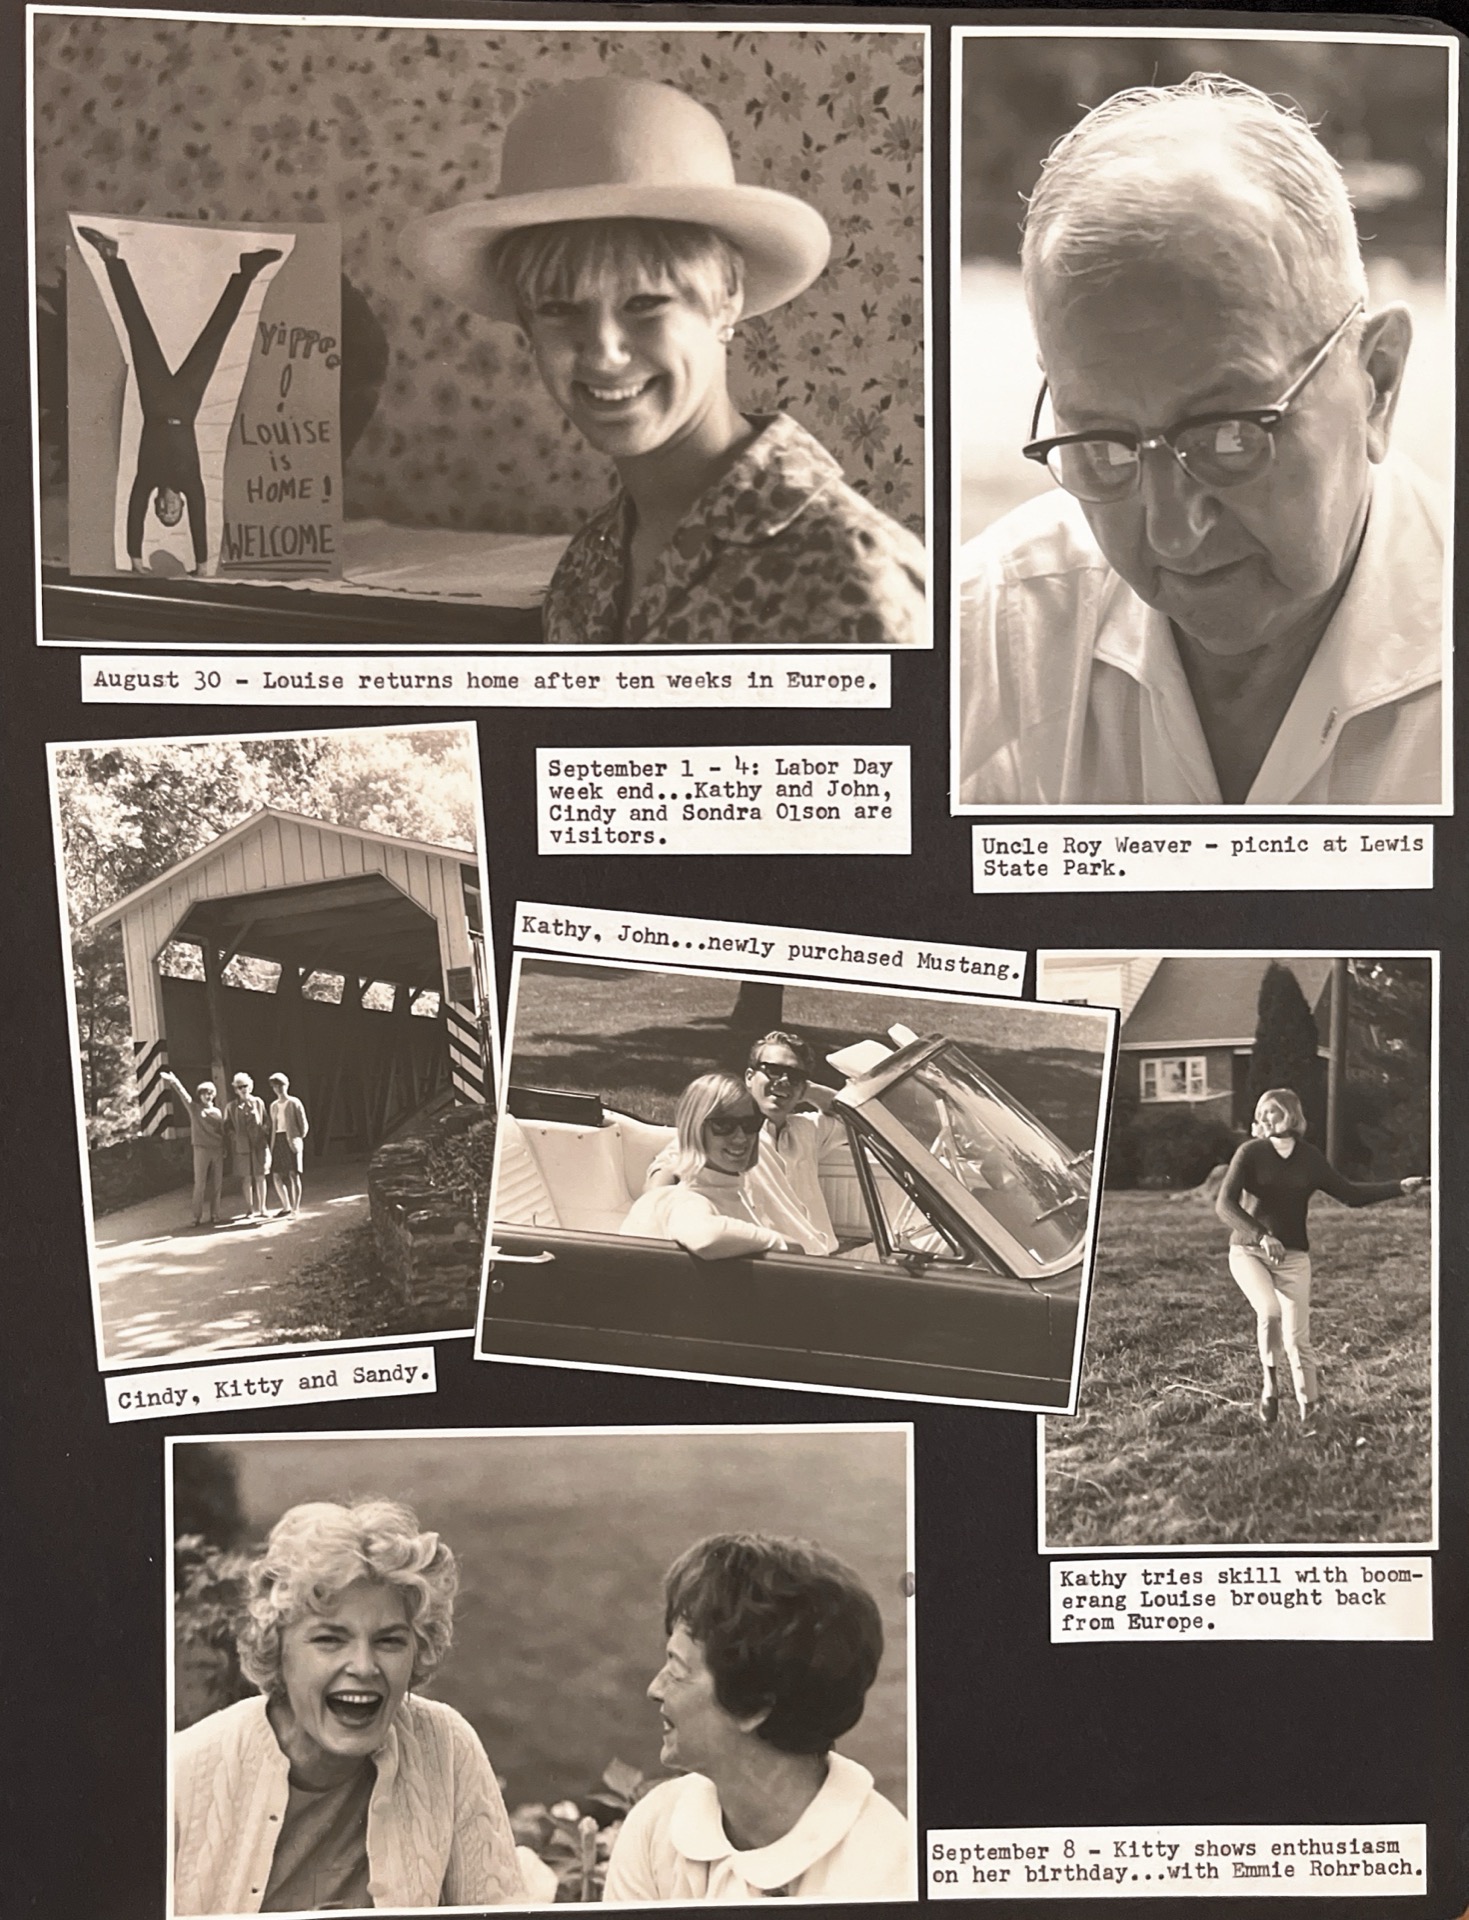 Yippe
!
LOUISE
is
HOME!
WELCOME
August 30 - Louise returns home after ten weeks in Europe.
Uncle Roy Weaver - picnic at Lewis
State Park.
September 1 - 4: Labor Day
week end...Kathy and John,
Cindy and Sondra Olson are
visitors.
Kathy, John...newly purchased Mustang.
Cindy, Kitty and Sandy.
Kathy tries skill with boom-
erang Louise brought back
from Europe.
September 8 - Kitty shows enthusiasm
on her birthday...with Emmie Rohrbach.